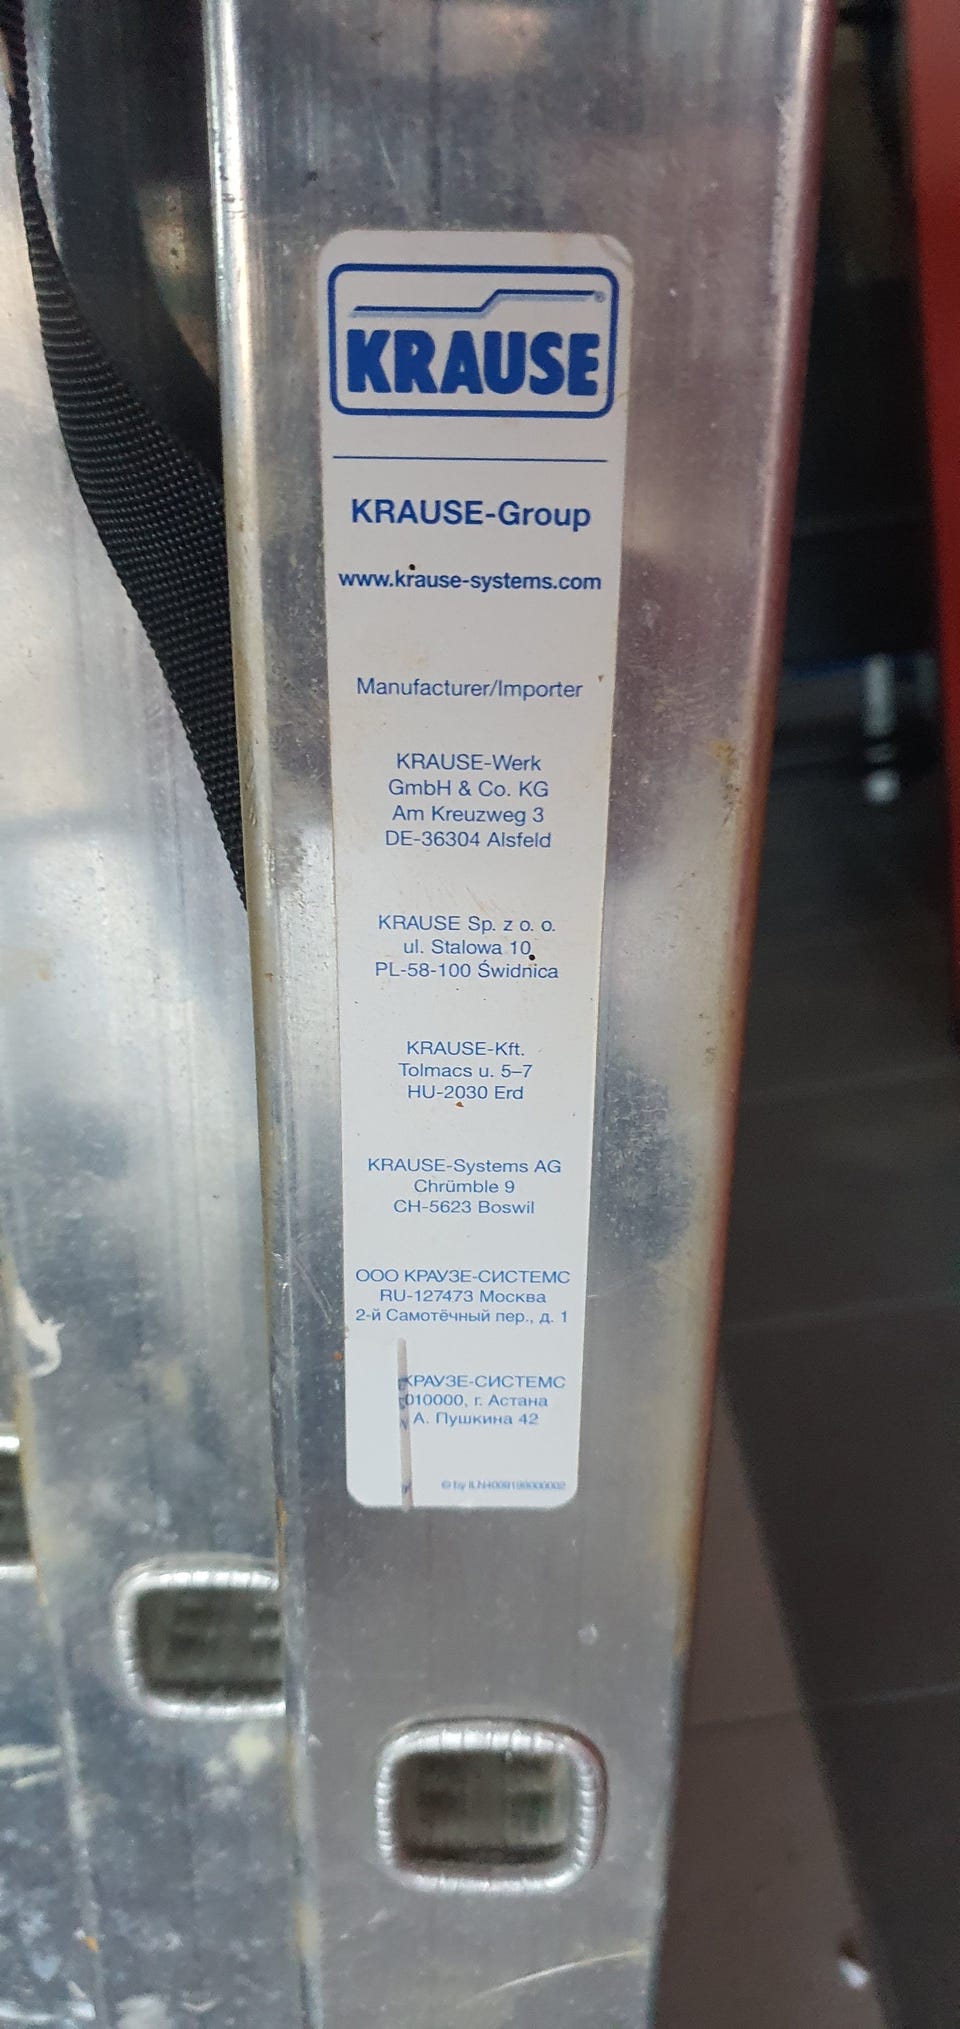 KRAUSE
KRAUSE-Group
www.krause-systems.com
Manufacturer/Importer
KRAUSE-Werk
GmbH & Co. KG
Am Kreuzweg 3
DE-36304 Alsfeld
KRAUSE Sp. z o. o.
ul. Stalowa 10
PL-58-100 Świdnica
KRAUSE-Kft.
Tolmacs u. 5–7
HU-2030 Erd
KRAUSE-Systems AG
Chrümble 9
CH-5623 Boswil
ООО КРАУЗЕ-СИСТЕМС
RU-127473 Москва
2-й Самотёчный пер., д. 1
КРАУЗЕ-СИСТЕМС
010000, г. Астана
А. Пушкина 42
© by